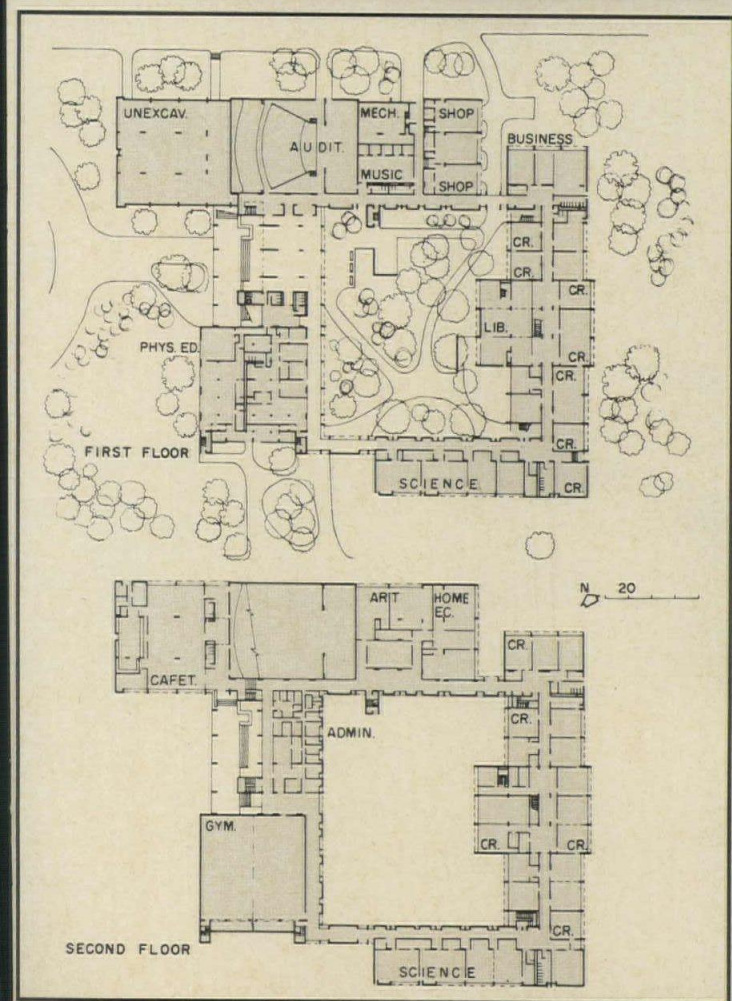 UNEXCAV.
AUDIT.
MECH.
SHOP
MUSIC
SHOP
BUSINESS
CR.
CR.
CR.
LIB.
CR.
CR.
PHYS. ED.
CR.
FIRST FLOOR
SCIENCE
CR.
N 20
ART
HOME
EC.
CR.
CAFET.
CR.
ADMIN.
GYM.
CR.
CR.
CR.
SECOND FLOOR
SCIENCE